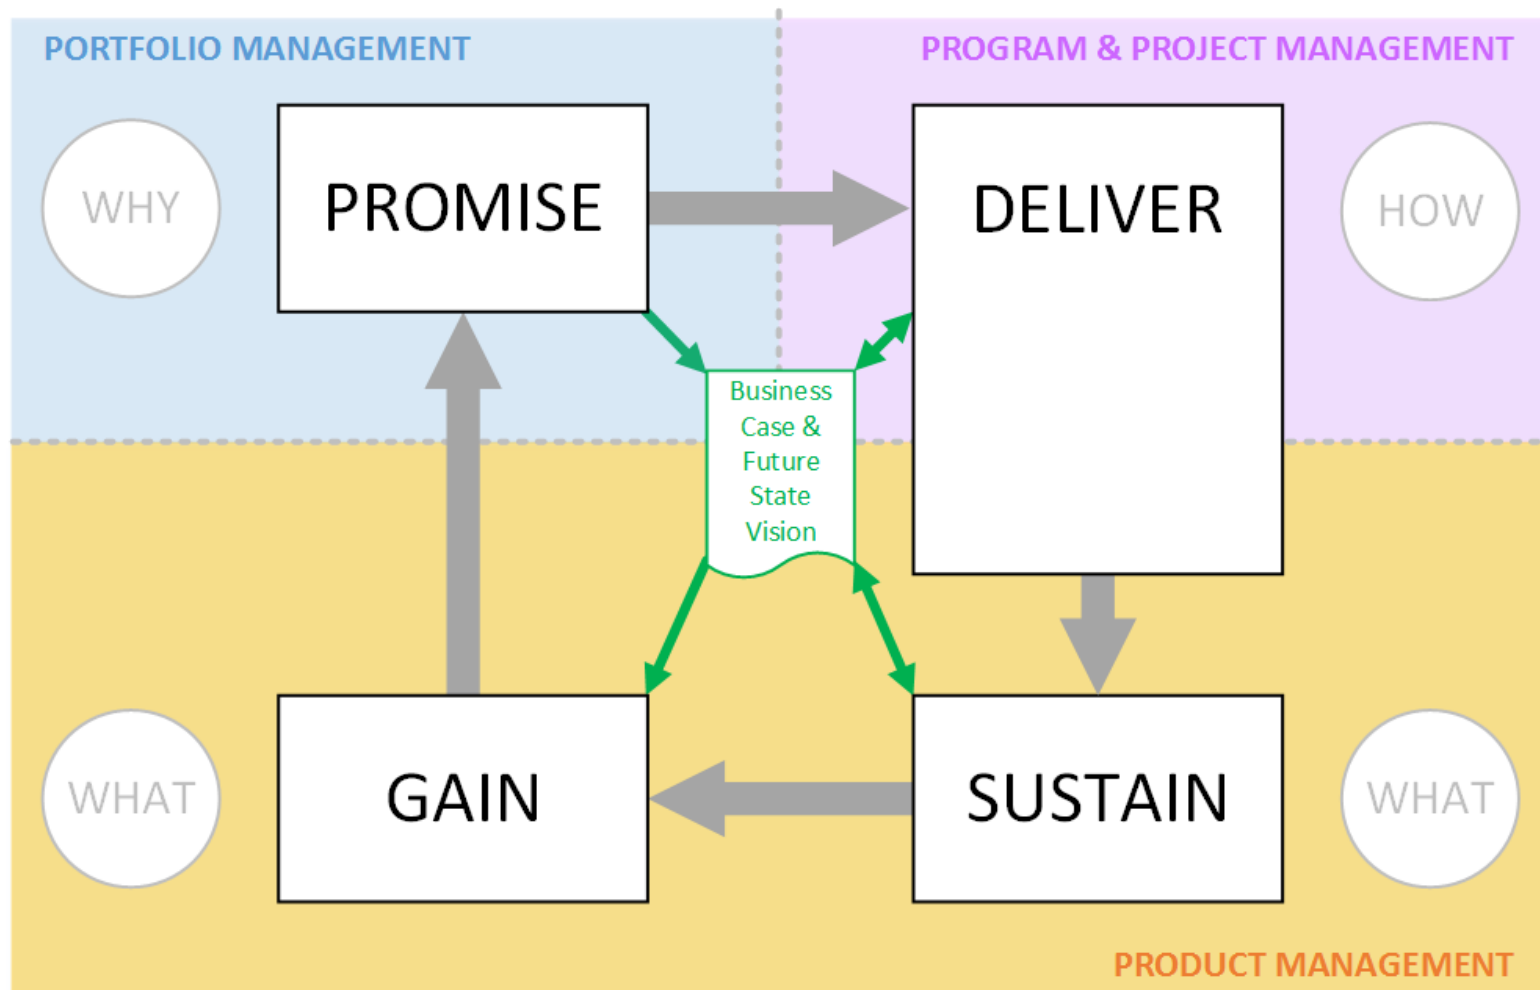 PORTFOLIO MANAGEMENT
PROGRAM & PROJECT MANAGEMENT
WHY
PROMISE
DELIVER
HOW
Business
Case &
Future
State
Vision
WHAT
GAIN
SUSTAIN
WHAT
PRODUCT MANAGEMENT